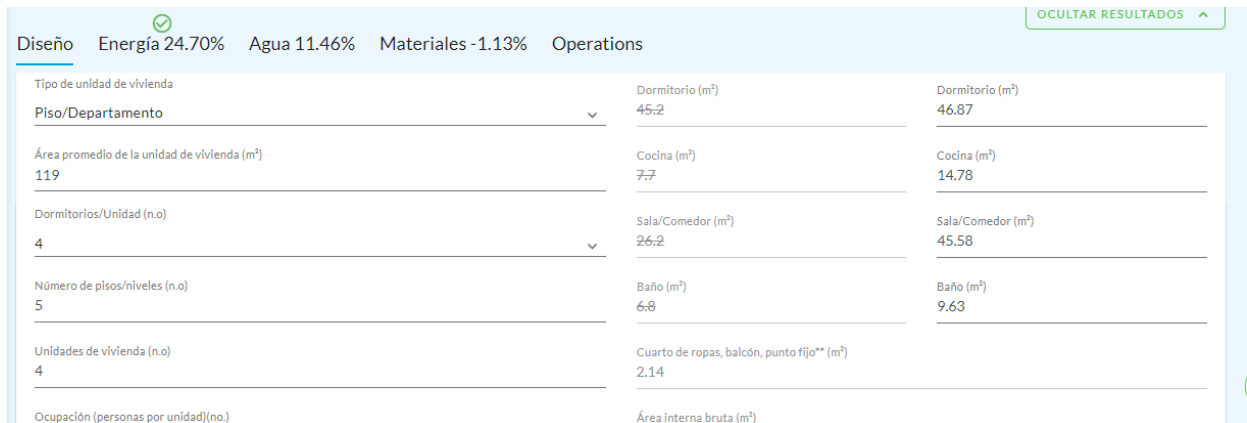 OCULTAR RESULTADOS
Diseño Energía 24.70% Agua 11.46% Materiales -1.13% Operations
Tipo de unidad de vivienda
Piso/Departamento
Área promedio de la unidad de vivienda (m²)
119
Dormitorios/Unidad (n.o)
4
Número de pisos/niveles (n.o)
5
Unidades de vivienda (n.o)
4
Ocupación (personas por unidad)(no.)
Dormitorio (m²)
45.2
Cocina (m²)
7.7
Sala/Comedor (m²)
26.2
Baño (m²)
6.8
Cuarto de ropas, balcón, punto fijo** (m²)
2.14
Área interna bruta (m²)
Dormitorio (m²)
46.87
Cocina (m²)
14.78
Sala/Comedor (m²)
45.58
Baño (m²)
9.63